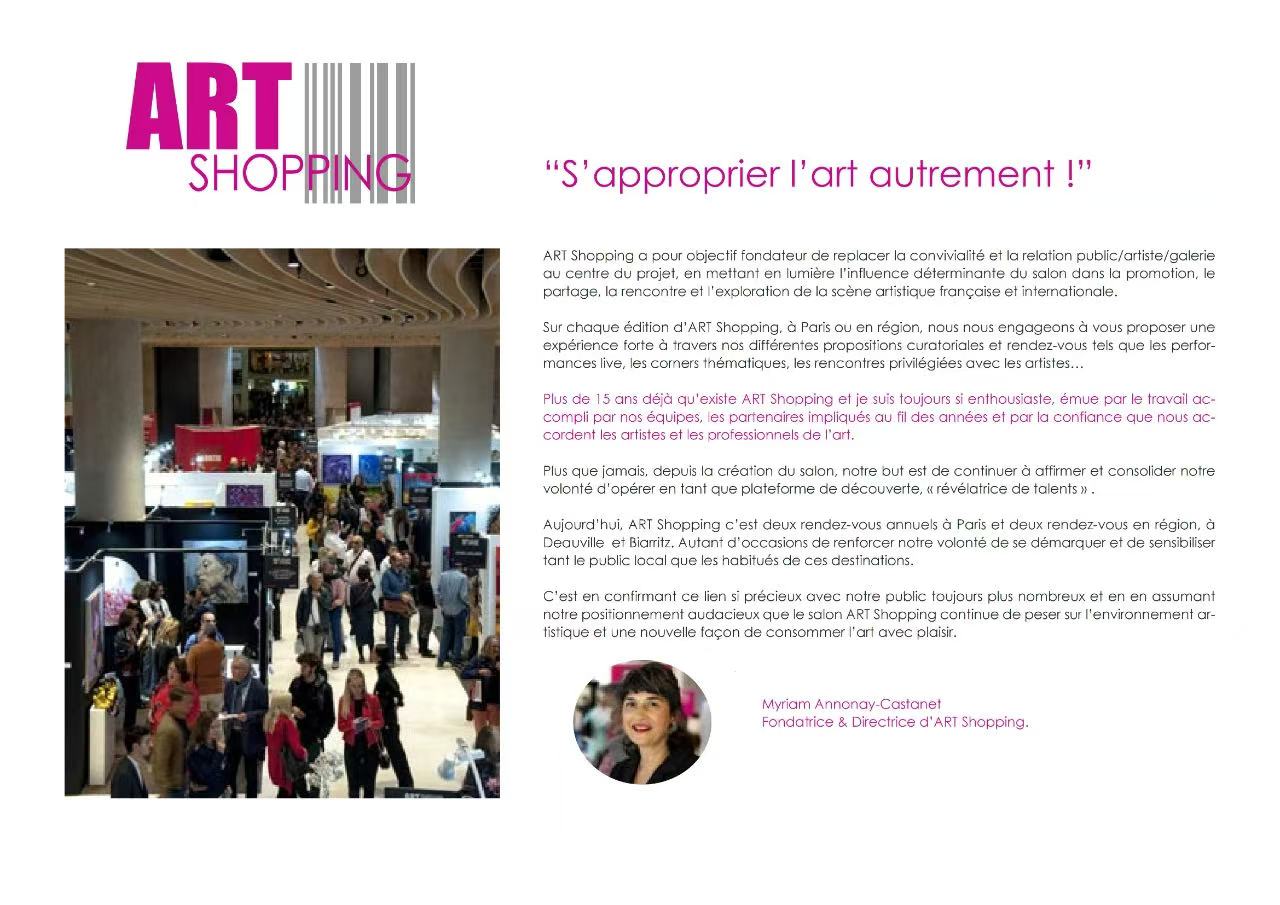 ART
SHOPPING
“S’approprier l’art autrement !”
ART Shopping a pour objectif fondateur de replacer la convivialité et la relation public/artiste/galerie
au centre du projet, en mettant en lumière l’influence déterminante du salon dans la promotion, le
partage, la rencontre et l’exploration de la scène artistique française et internationale.
Sur chaque édition d’ART Shopping, à Paris ou en région, nous nous engageons à vous proposer une
expérience forte à travers nos différentes propositions curatoriales et rendez-vous tels que les perfor-
mances live, les corners thématiques, les rencontres privilégiées avec les artistes…
Plus de 15 ans déjà qu’existe ART Shopping et je suis toujours si enthousiaste, émue par le travail ac-
compli par nos équipes, les partenaires impliqués au fil des années et par la confiance que nous ac-
cordent les artistes et les professionnels de l’art.
Plus que jamais, depuis la création du salon, notre but est de continuer à affirmer et consolider notre
volonté d’opérer en tant que plateforme de découverte, « révélatrice de talents » .
Aujourd’hui, ART Shopping c’est deux rendez-vous annuels à Paris et deux rendez-vous en région, à
Deauville et Biarritz. Autant d’occasions de renforcer notre volonté de se démarquer et de sensibiliser
tant le public local que les habitués de ces destinations.
C’est en confirmant ce lien si précieux avec notre public toujours plus nombreux et en en assumant
notre positionnement audacieux que le salon ART Shopping continue de peser sur l’environnement ar-
tistique et une nouvelle façon de consommer l’art avec plaisir.
Myriam Annonay-Castanet
Fondatrice & Directrice d’ART Shopping.